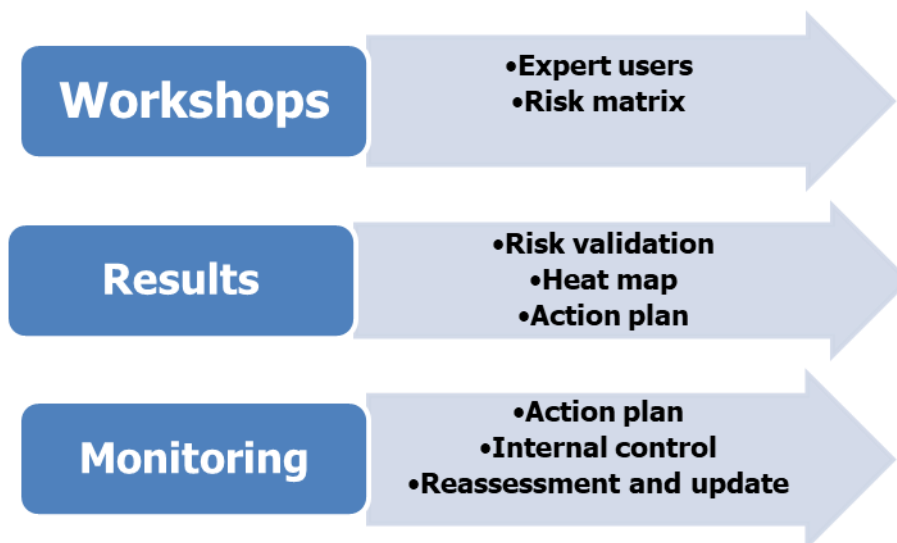 Workshops
•Expert users
•Risk matrix
Results
•Risk validation
•Heat map
•Action plan
Monitoring
•Action plan
•Internal control
•Reassessment and update